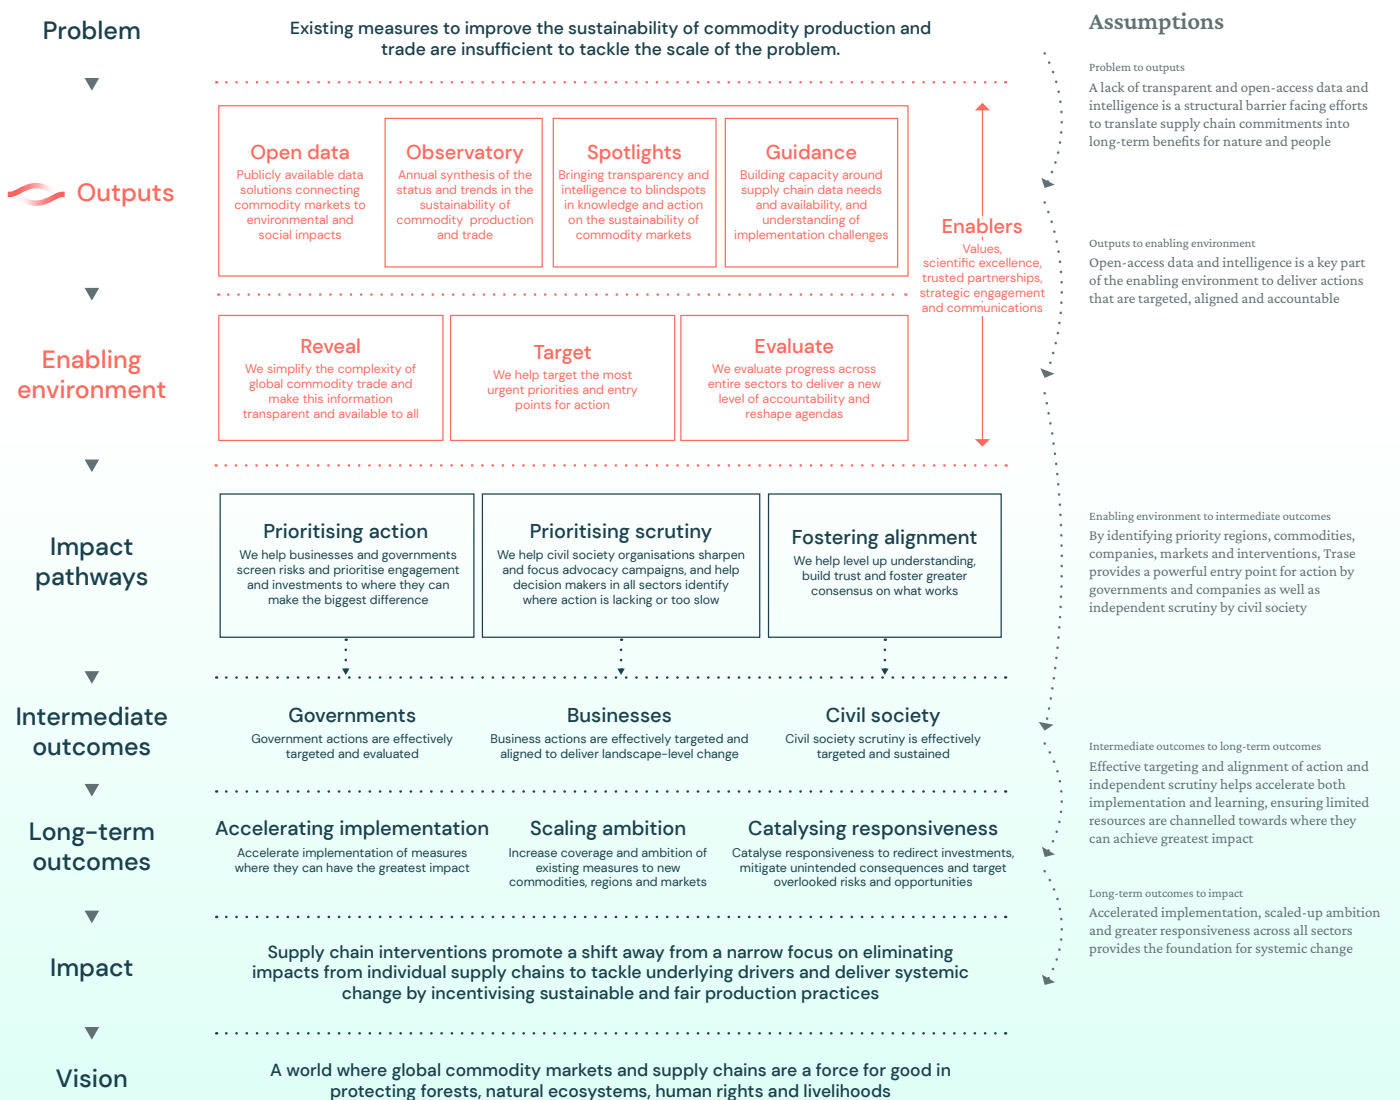 Problem
Existing measures to improve the sustainability of commodity production and
trade are insufficient to tackle the scale of the problem.
Outputs
Open data
Publicly available data
solutions connecting
commodity markets to
environmental and
social impacts
Observatory
Annual synthesis of the
status and trends in the
sustainability of
commodity production
and trade
Spotlights
Bringing transparency and
intelligence to blindspots
in knowledge and action
on the sustainability of
commodity markets
Guidance
Building capacity around
supply chain data needs
and availability, and
understanding of
implementation challenges
Enablers
Values,
scientific excellence,
trusted partnerships,
strategic engagement
and communications
Enabling
environment
Reveal
We simplify the complexity of
global commodity trade and
make this information
transparent and available to all
Target
We help target the most
urgent priorities and entry
points for action
Evaluate
We evaluate progress across
entire sectors to deliver a new
level of accountability and
reshape agendas
Impact
pathways
Prioritising action
We help businesses and governments
screen risks and prioritise engagement
and investments to where they can
make the biggest difference
Prioritising scrutiny
We help civil society organisations sharpen
and focus advocacy campaigns, and help
decision makers in all sectors identify
where action is lacking or too slow
Fostering alignment
We help level up understanding,
build trust and foster greater
consensus on what works
Intermediate
outcomes
Governments
Government actions are effectively
targeted and evaluated
Businesses
Business actions are effectively targeted and
aligned to deliver landscape-level change
Civil society
Civil society scrutiny is effectively
targeted and sustained
Long-term
outcomes
Accelerating implementation
Accelerate implementation of measures
where they can have the greatest impact
Scaling ambition
Increase coverage and ambition of
existing measures to new
commodities, regions and markets
Catalysing responsiveness
Catalyse responsiveness to redirect investments,
mitigate unintended consequences and target
overlooked risks and opportunities
Impact
Supply chain interventions promote a shift away from a narrow focus on eliminating
impacts from individual supply chains to tackle underlying drivers and deliver systemic
change by incentivising sustainable and fair production practices
Vision
A world where global commodity markets and supply chains are a force for good in
protecting forests, natural ecosystems, human rights and livelihoods
Assumptions
Problem to outputs
A lack of transparent and open-access data and
intelligence is a structural barrier facing efforts
to translate supply chain commitments into
long-term benefits for nature and people
Outputs to enabling environment
Open-access data and intelligence is a key part
of the enabling environment to deliver actions
that are targeted, aligned and accountable
Enabling environment to intermediate outcomes
By identifying priority regions, commodities,
companies, markets and interventions, Trase
provides a powerful entry point for action by
governments and companies as well as
independent scrutiny by civil society
Intermediate outcomes to long-term outcomes
Effective targeting and alignment of action and
independent scrutiny helps accelerate both
implementation and learning, ensuring limited
resources are channelled towards where they
can achieve greatest impact
Long-term outcomes to impact
Accelerated implementation, scaled-up ambition
and greater responsiveness across all sectors
provides the foundation for systemic change